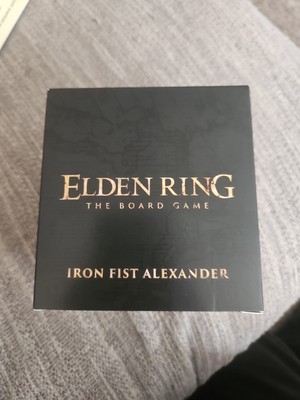 ELDEN RING
THE BOARD GAME
IRON FIST ALEXANDER